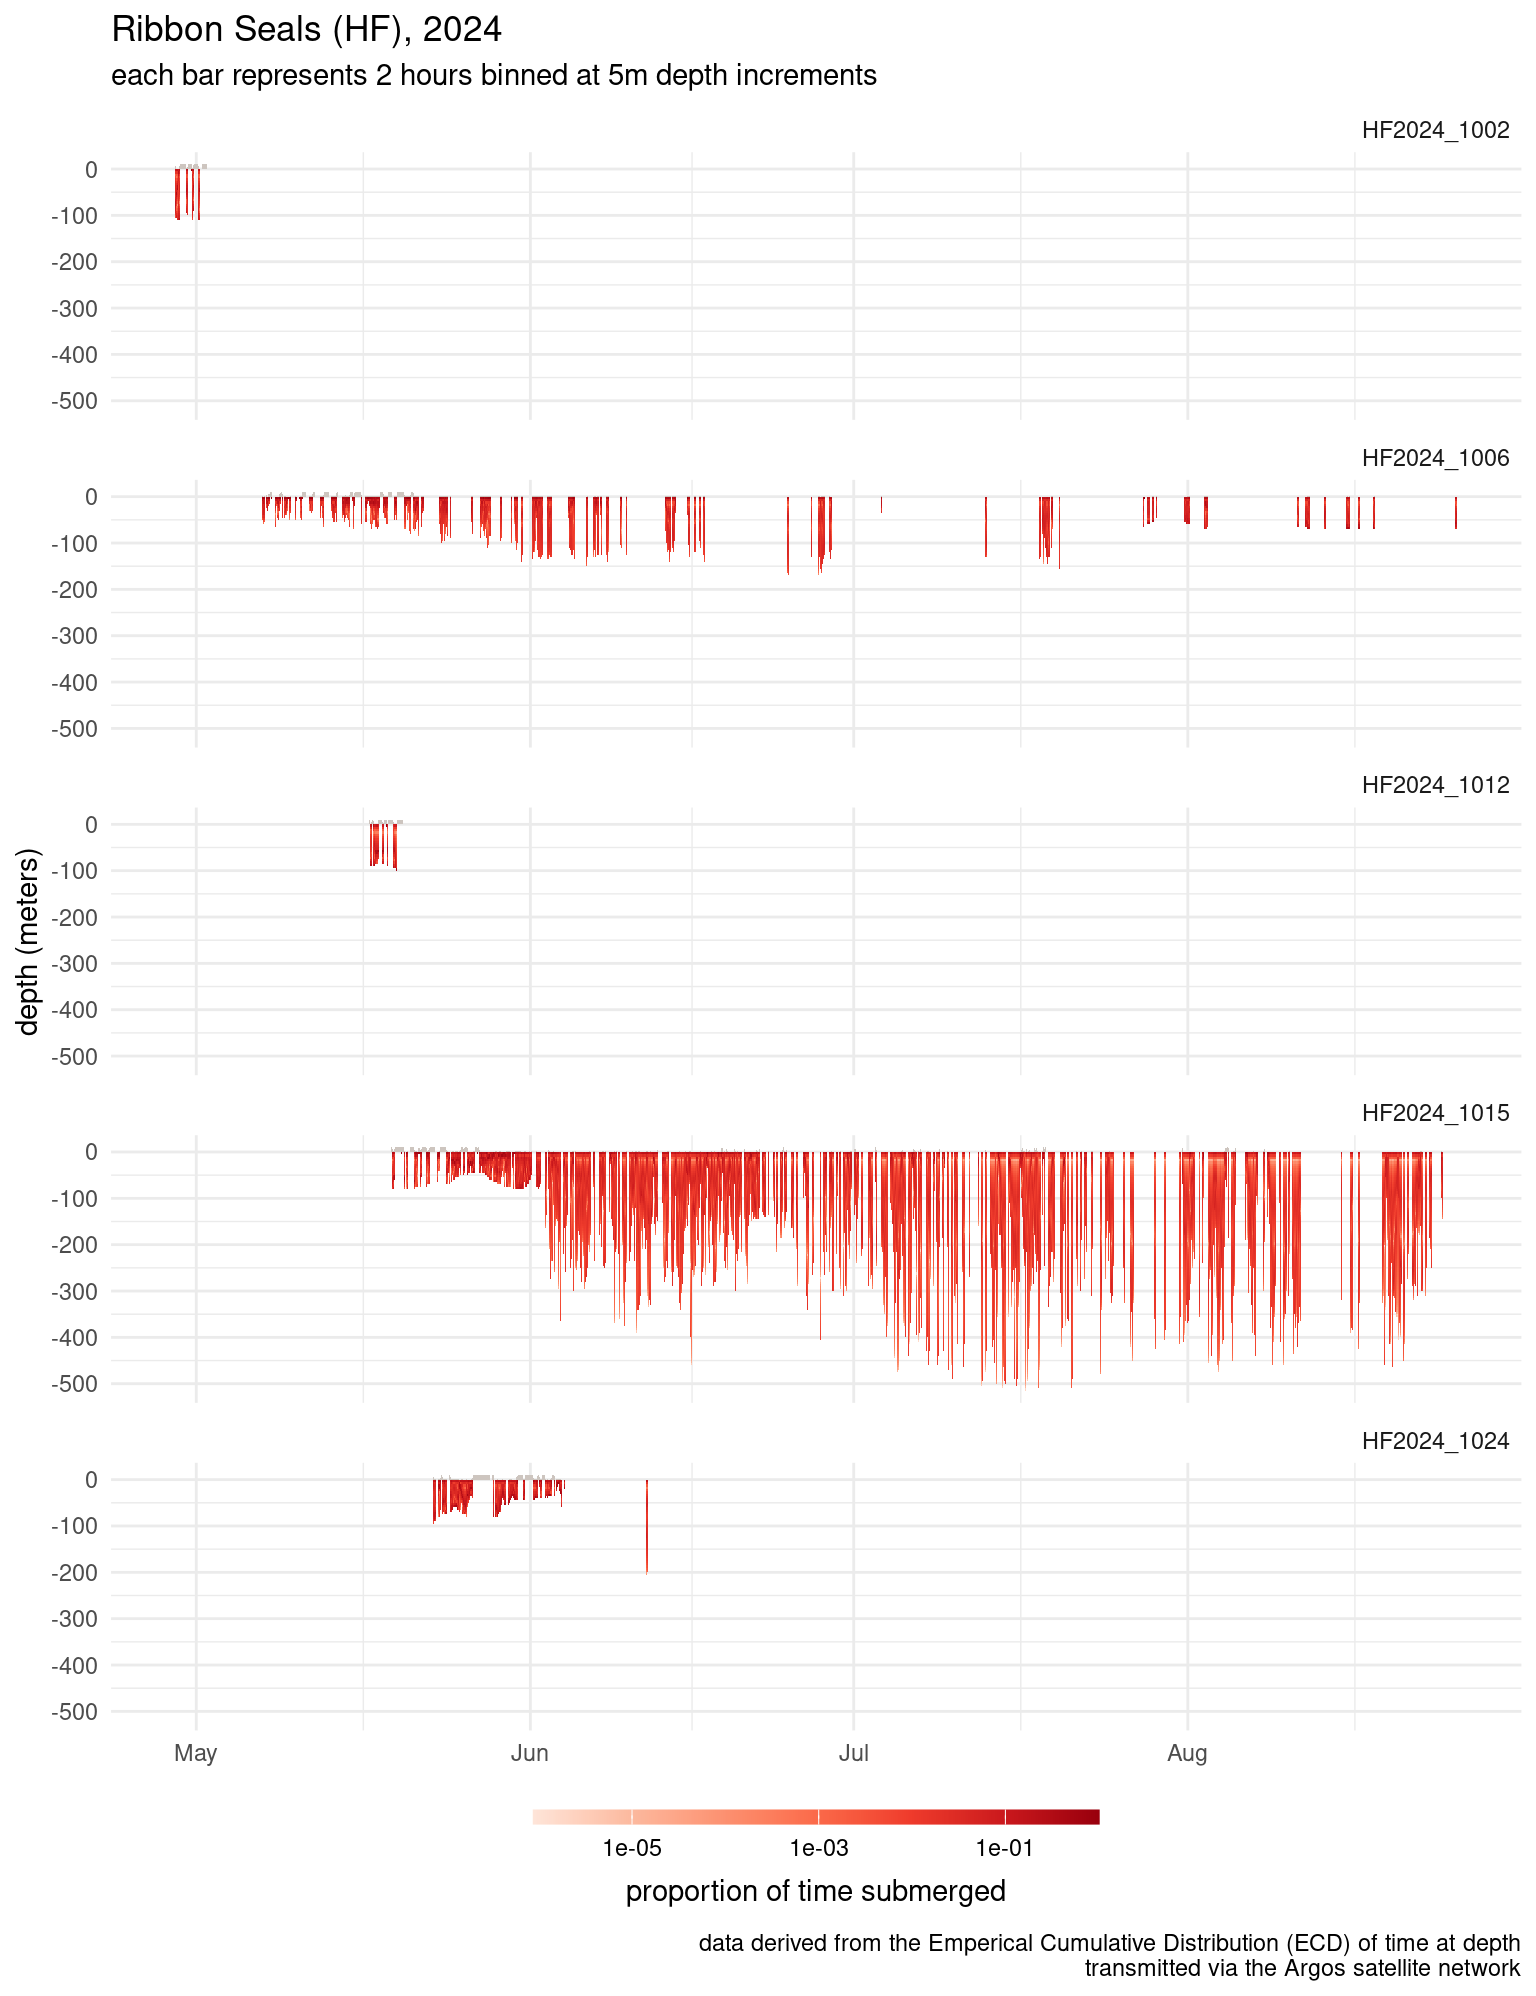 Ribbon Seals (HF), 2024
each bar represents 2 hours binned at 5m depth increments
HF2024_1002
0
-100
-200
-300
-400
-500
HF2024_1006
0
-100
-200
-300
-400
-500
HF2024_1012
0
-100
-200
-300
-400
-500
depth (meters)
HF2024_1015
0
-100
-200
-300
-400
-500
HF2024_1024
0
-100
-200
-300
-400
-500
May Jun Jul Aug
1e-05 1e-03 1e-01
proportion of time submerged
data derived from the Emperical Cumulative Distribution (ECD) of time at depth
transmitted via the Argos satellite network